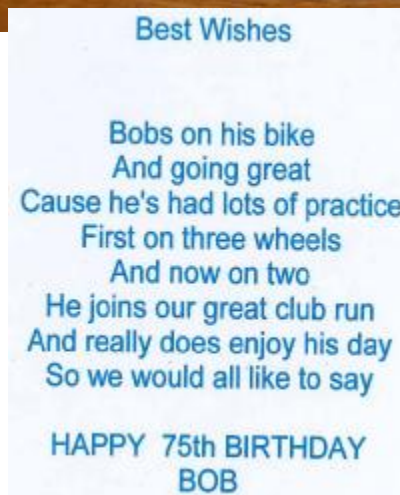 Best Wishes
Bobs on his bike
And going great
Cause he's had lots of practice
First on three wheels
And now on two
He joins our great club run
And really does enjoy his day
So we would all like to say
HAPPY 75th BIRTHDAY
BOB